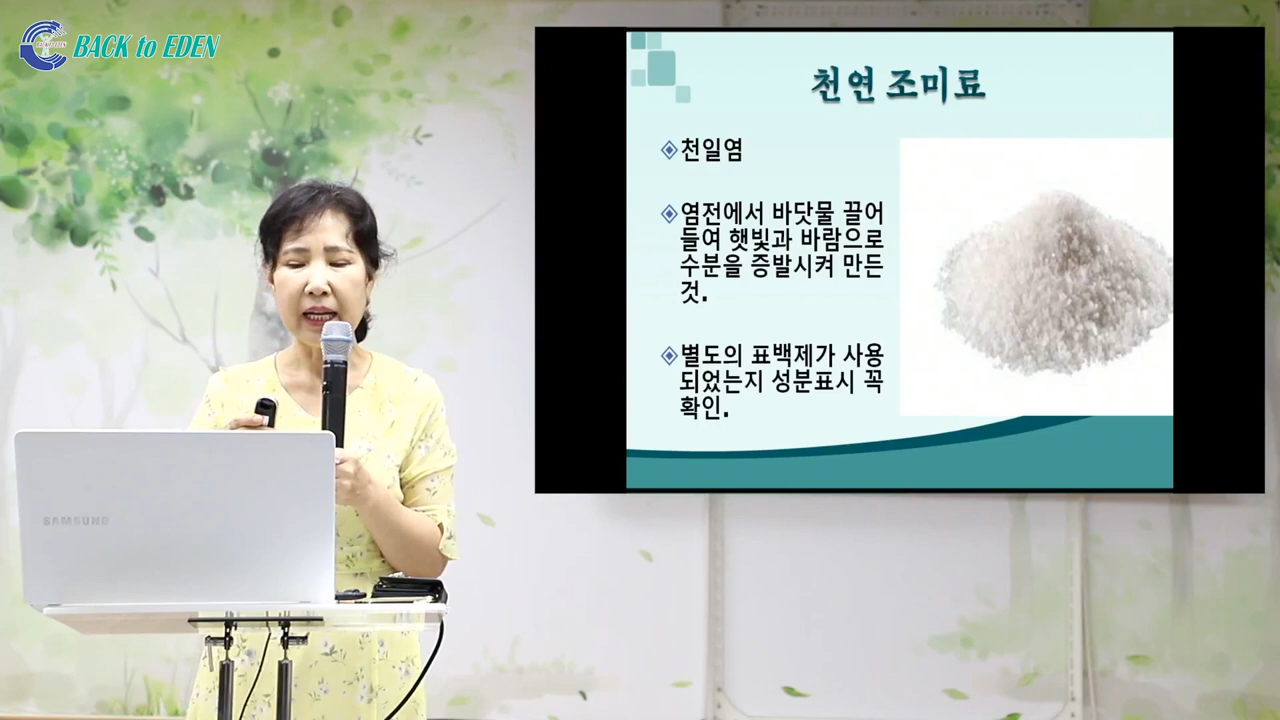 BACK to EDEN
천연 조미료
천일염
염전에서 바닷물 끌어
들여 햇빛과 바람으로
수분을 증발시켜 만든
것.
별도의 표백제가 사용
되었는지 성분표시 꼭
확인.
SAMSUNG